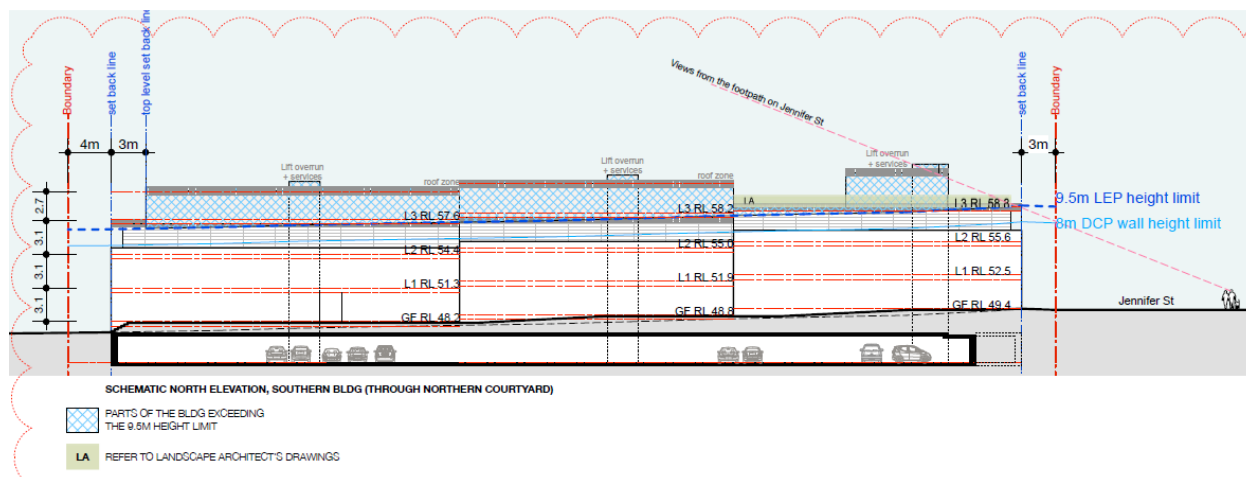 Views from the footpath on Jennifer St
Boundary
set back line
top level set back line
set back line
Boundary
4m
3m
3m
Lift overrun
+ services
Lift overrun
+ services
Lift overrun
+ services
roof zone
roof zone
2.7
3.1
3.1
3.1
LA
L3 RL 57.6
L3 RL 58.2
L3 RL 58.8
9.5m LEP height limit
8m DCP wall height limit
L2 RL 54.4
L2 RL 55.0
L2 RL 55.6
L1 RL 51.3
L1 RL 51.9
L1 RL 52.5
GF RL 48.2
GF RL 48.8
GF RL 49.4
Jennifer St
SCHEMATIC NORTH ELEVATION, SOUTHERN BLDG (THROUGH NORTHERN COURTYARD)
PARTS OF THE BLDG EXCEEDING
THE 9.5M HEIGHT LIMIT
LA REFER TO LANDSCAPE ARCHITECT'S DRAWINGS